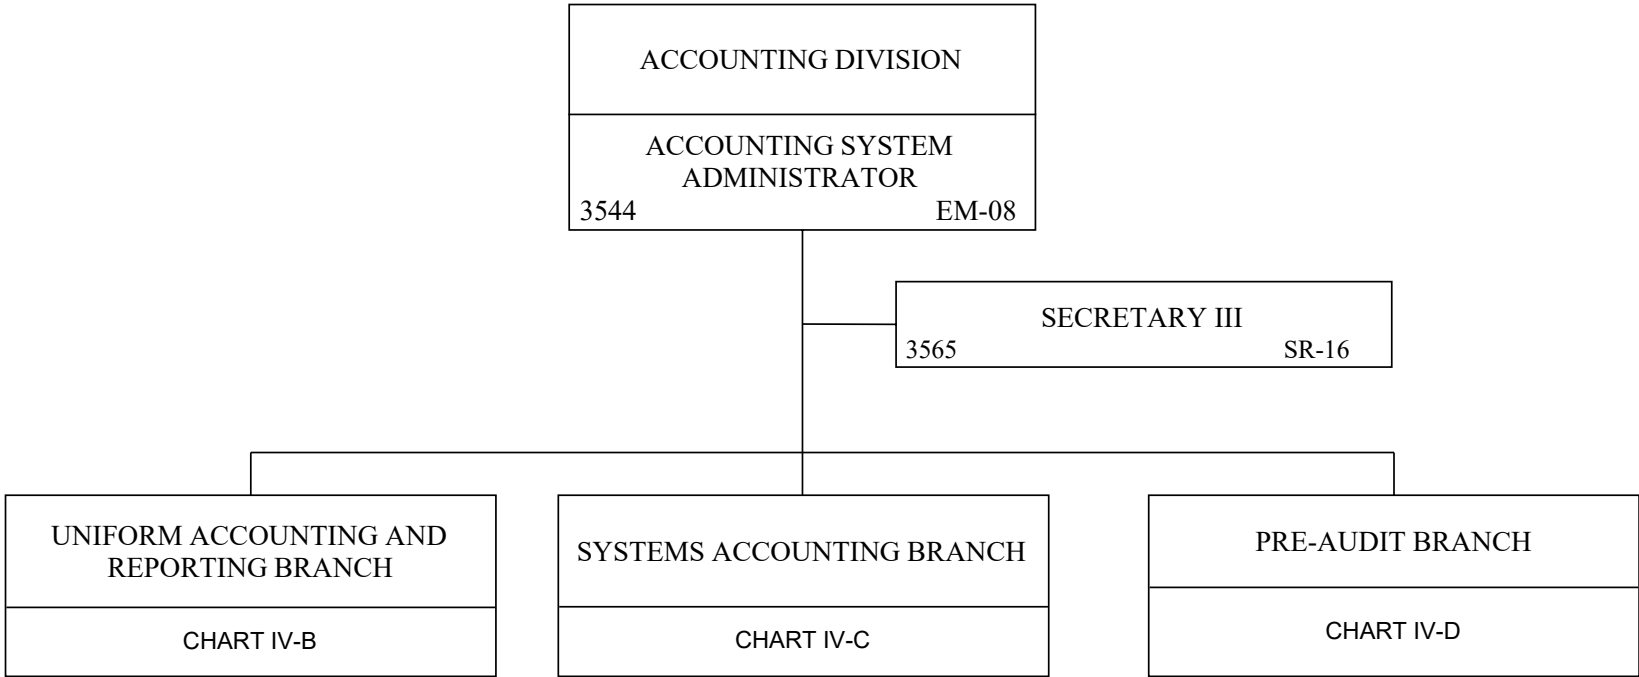 ACCOUNTING DIVISION
ACCOUNTING SYSTEM
ADMINISTRATOR
3544 EM-08
SECRETARY III
3565 SR-16
UNIFORM ACCOUNTING AND
REPORTING BRANCH
CHART IV-B
SYSTEMS ACCOUNTING BRANCH
CHART IV-C
PRE-AUDIT BRANCH
CHART IV-D